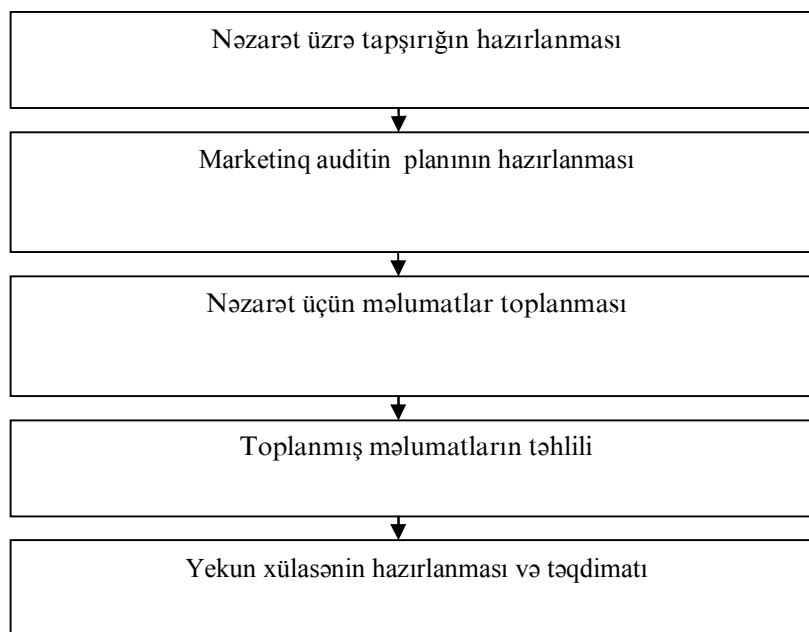 Nəzarət üzrə tapşırığın hazırlanması
Marketinq auditin planının hazırlanması
Nəzarət üçün məlumatlar toplanması
Toplanmış məlumatların təhlili
Yekun xülasənin hazırlanması və təqdimatı